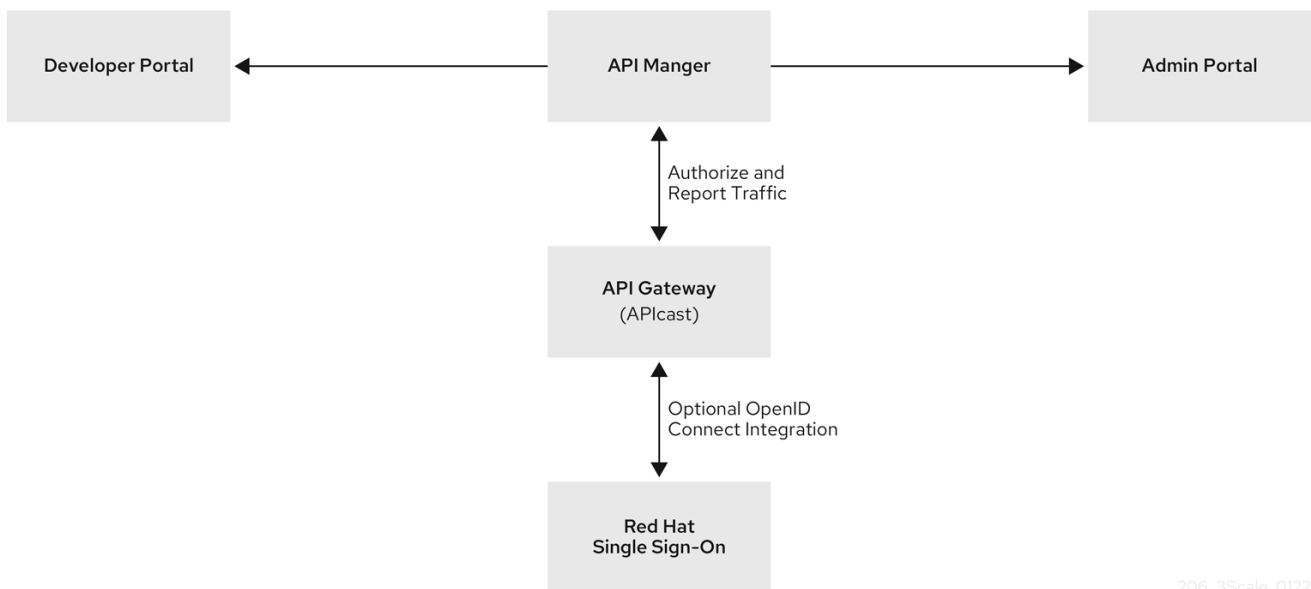 Developer Portal
API Manger
Admin Portal
Authorize and
Report Traffic
API Gateway
(APIcast)
Optional OpenID
Connect Integration
Red Hat
Single Sign-On
206_3Scale_0122